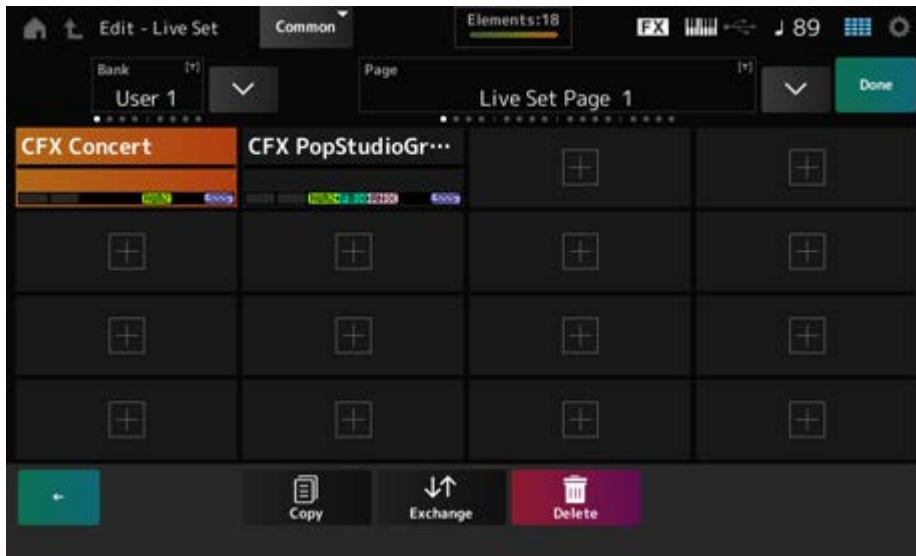 Edit - Live Set
Common
Elements:18
FX
89
Bank
User 1
Page
Live Set Page 1
Done
CFX Concert
CFX PopStudioGr⋯
Copy
Exchange
Delete